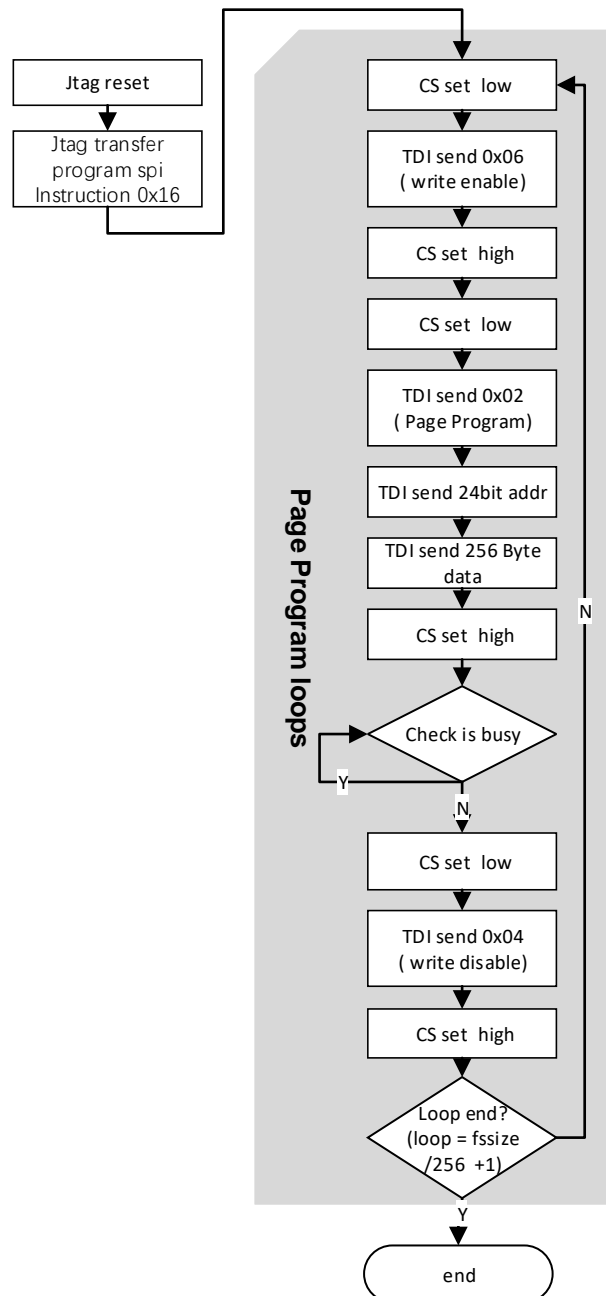 Jtag reset
Jtag transfer
program spi
Instruction 0x16
CS set  low
TDI send 0x06
( write enable)
CS set  high
CS set  low
TDI send 0x02
( Page Program)
TDI send 24bit addr
TDI send 256 Byte
data
CS set  high
Page Program loops
Check is busy
Y
N
CS set  low
TDI send 0x04
( write disable)
CS set  high
Loop end?
(loop = fssize
/256  +1)
N
Y
end